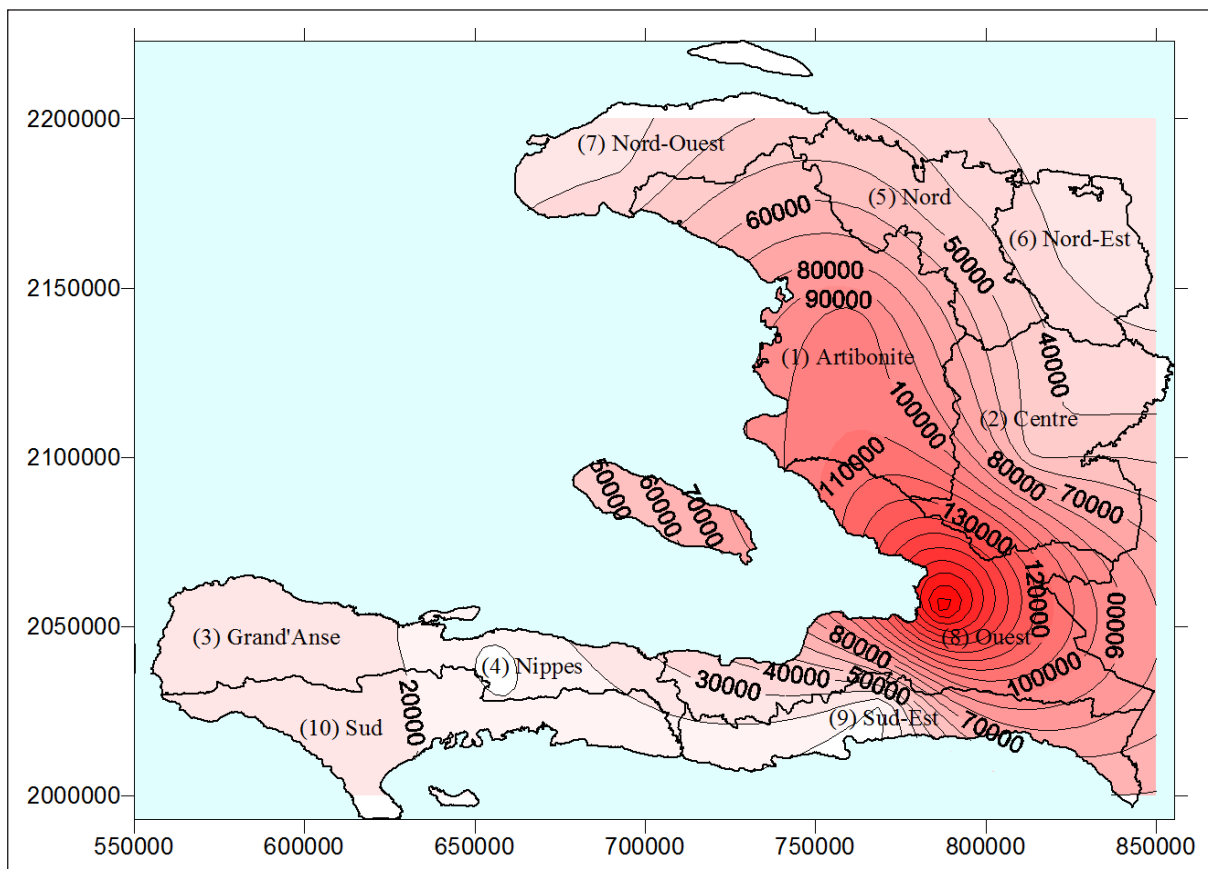 2200000
(7) Nord-Ouest
(5) Nord
60000
(6) Nord-Est
50000
80000
2150000
90000
(1) Artibonite
40000
100000
(2) Centre
2100000
110000
80000
70000
50000
60000
70000
130000
120000
90000
2050000
(3) Grand'Anse
(8) Ouest
80000
(4) Nippes
100000
30000
40000
50000
20000
(9) Sud-Est
(10) Sud
70000
2000000
550000 600000 650000 700000 750000 800000 850000